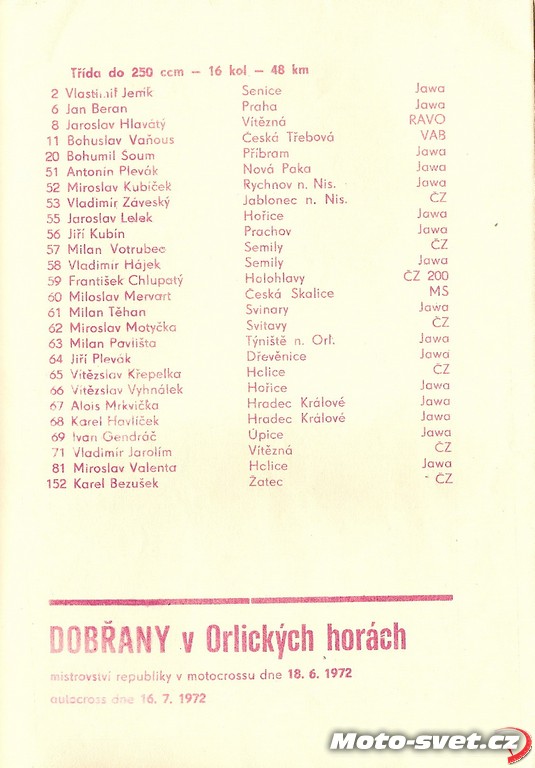 Třída do 250 ccm – 16 kol – 48 km
2 Vlastimil Jeník Senice Jawa
6 Jan Beran Praha Jawa
8 Jaroslav Hlavátý Vítězná RAVO
11 Bohuslav Vaňous Česká Třebová VAB
20 Bohumil Soum Příbram Jawa
51 Antonín Plevák Nová Paka Jawa
52 Miroslav Kubíček Rychnov n. Nis. Jawa
53 Vladimír Záveský Jablonec n. Nis. ČZ
55 Jaroslav Lelek Hořice Jawa
56 Jiří Kubín Prachov Jawa
57 Milan Votrubec Semily ČZ
58 Vladimír Hájek Semily Jawa
59 František Chlupatý Holohlavy ČZ 200
60 Miloslav Mervart Česká Skalice MS
61 Milan Těhan Svinary Jawa
62 Miroslav Motyčka Svitavy ČZ
63 Milan Pavlišta Týniště n. Orl. Jawa
64 Jiří Plevák Dřevěnice Jawa
65 Vítězslav Křepelka Holice ČZ
66 Vítězslav Vyhnálek Hořice Jawa
67 Alois Mrkvička Hradec Králové Jawa
68 Karel Havlíček Hradec Králové Jawa
69 Ivan Gendráč Úpice Jawa
71 Vladimír Jarolím Vítězná ČZ
81 Miroslav Valenta Holice Jawa
152 Karel Bezušek Žatec ČZ
DOBŘANY v Orlických horách
mistrovství republiky v motocrossu dne 18. 6. 1972
autocross dne 16. 7. 1972
Moto-svet.cz